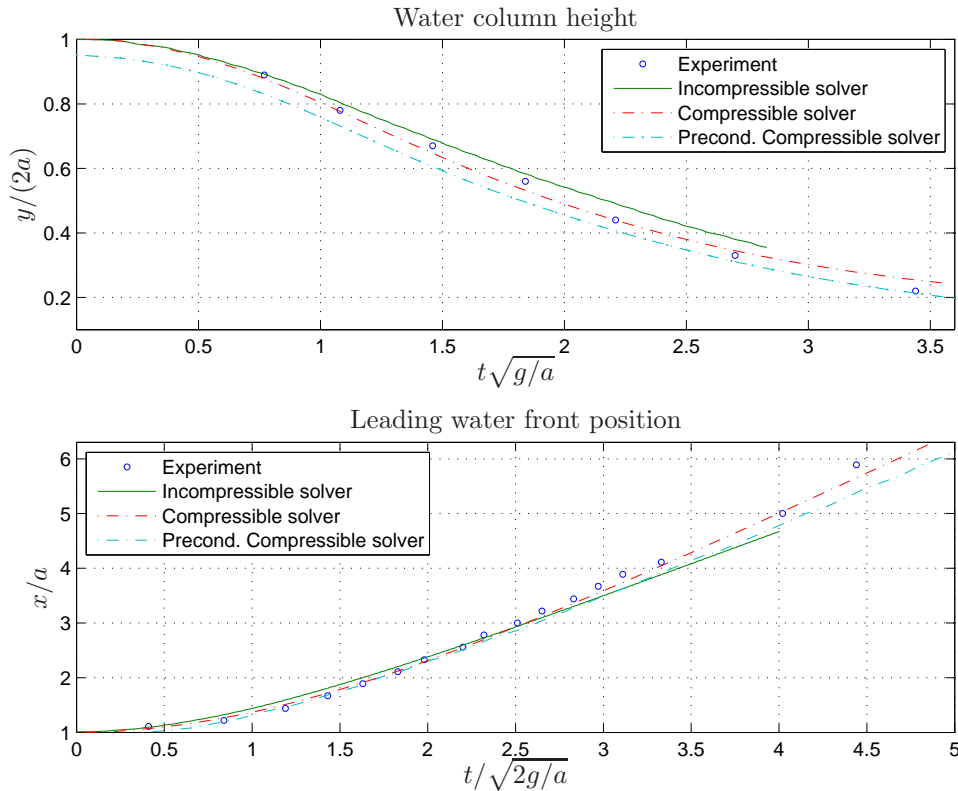 Water column height
1
0.8
0.6
0.4
0.2
y/(2a)
Experiment
Incompressible solver
Compressible solver
Precond. Compressible solver
0 0.5 1 1.5 2 2.5 3 3.5
t√g/a
Leading water front position
6
5
4
3
2
1
x/a
Experiment
Incompressible solver
Compressible solver
Precond. Compressible solver
0 0.5 1 1.5 2 2.5 3 3.5 4 4.5 5
t/√2g/a